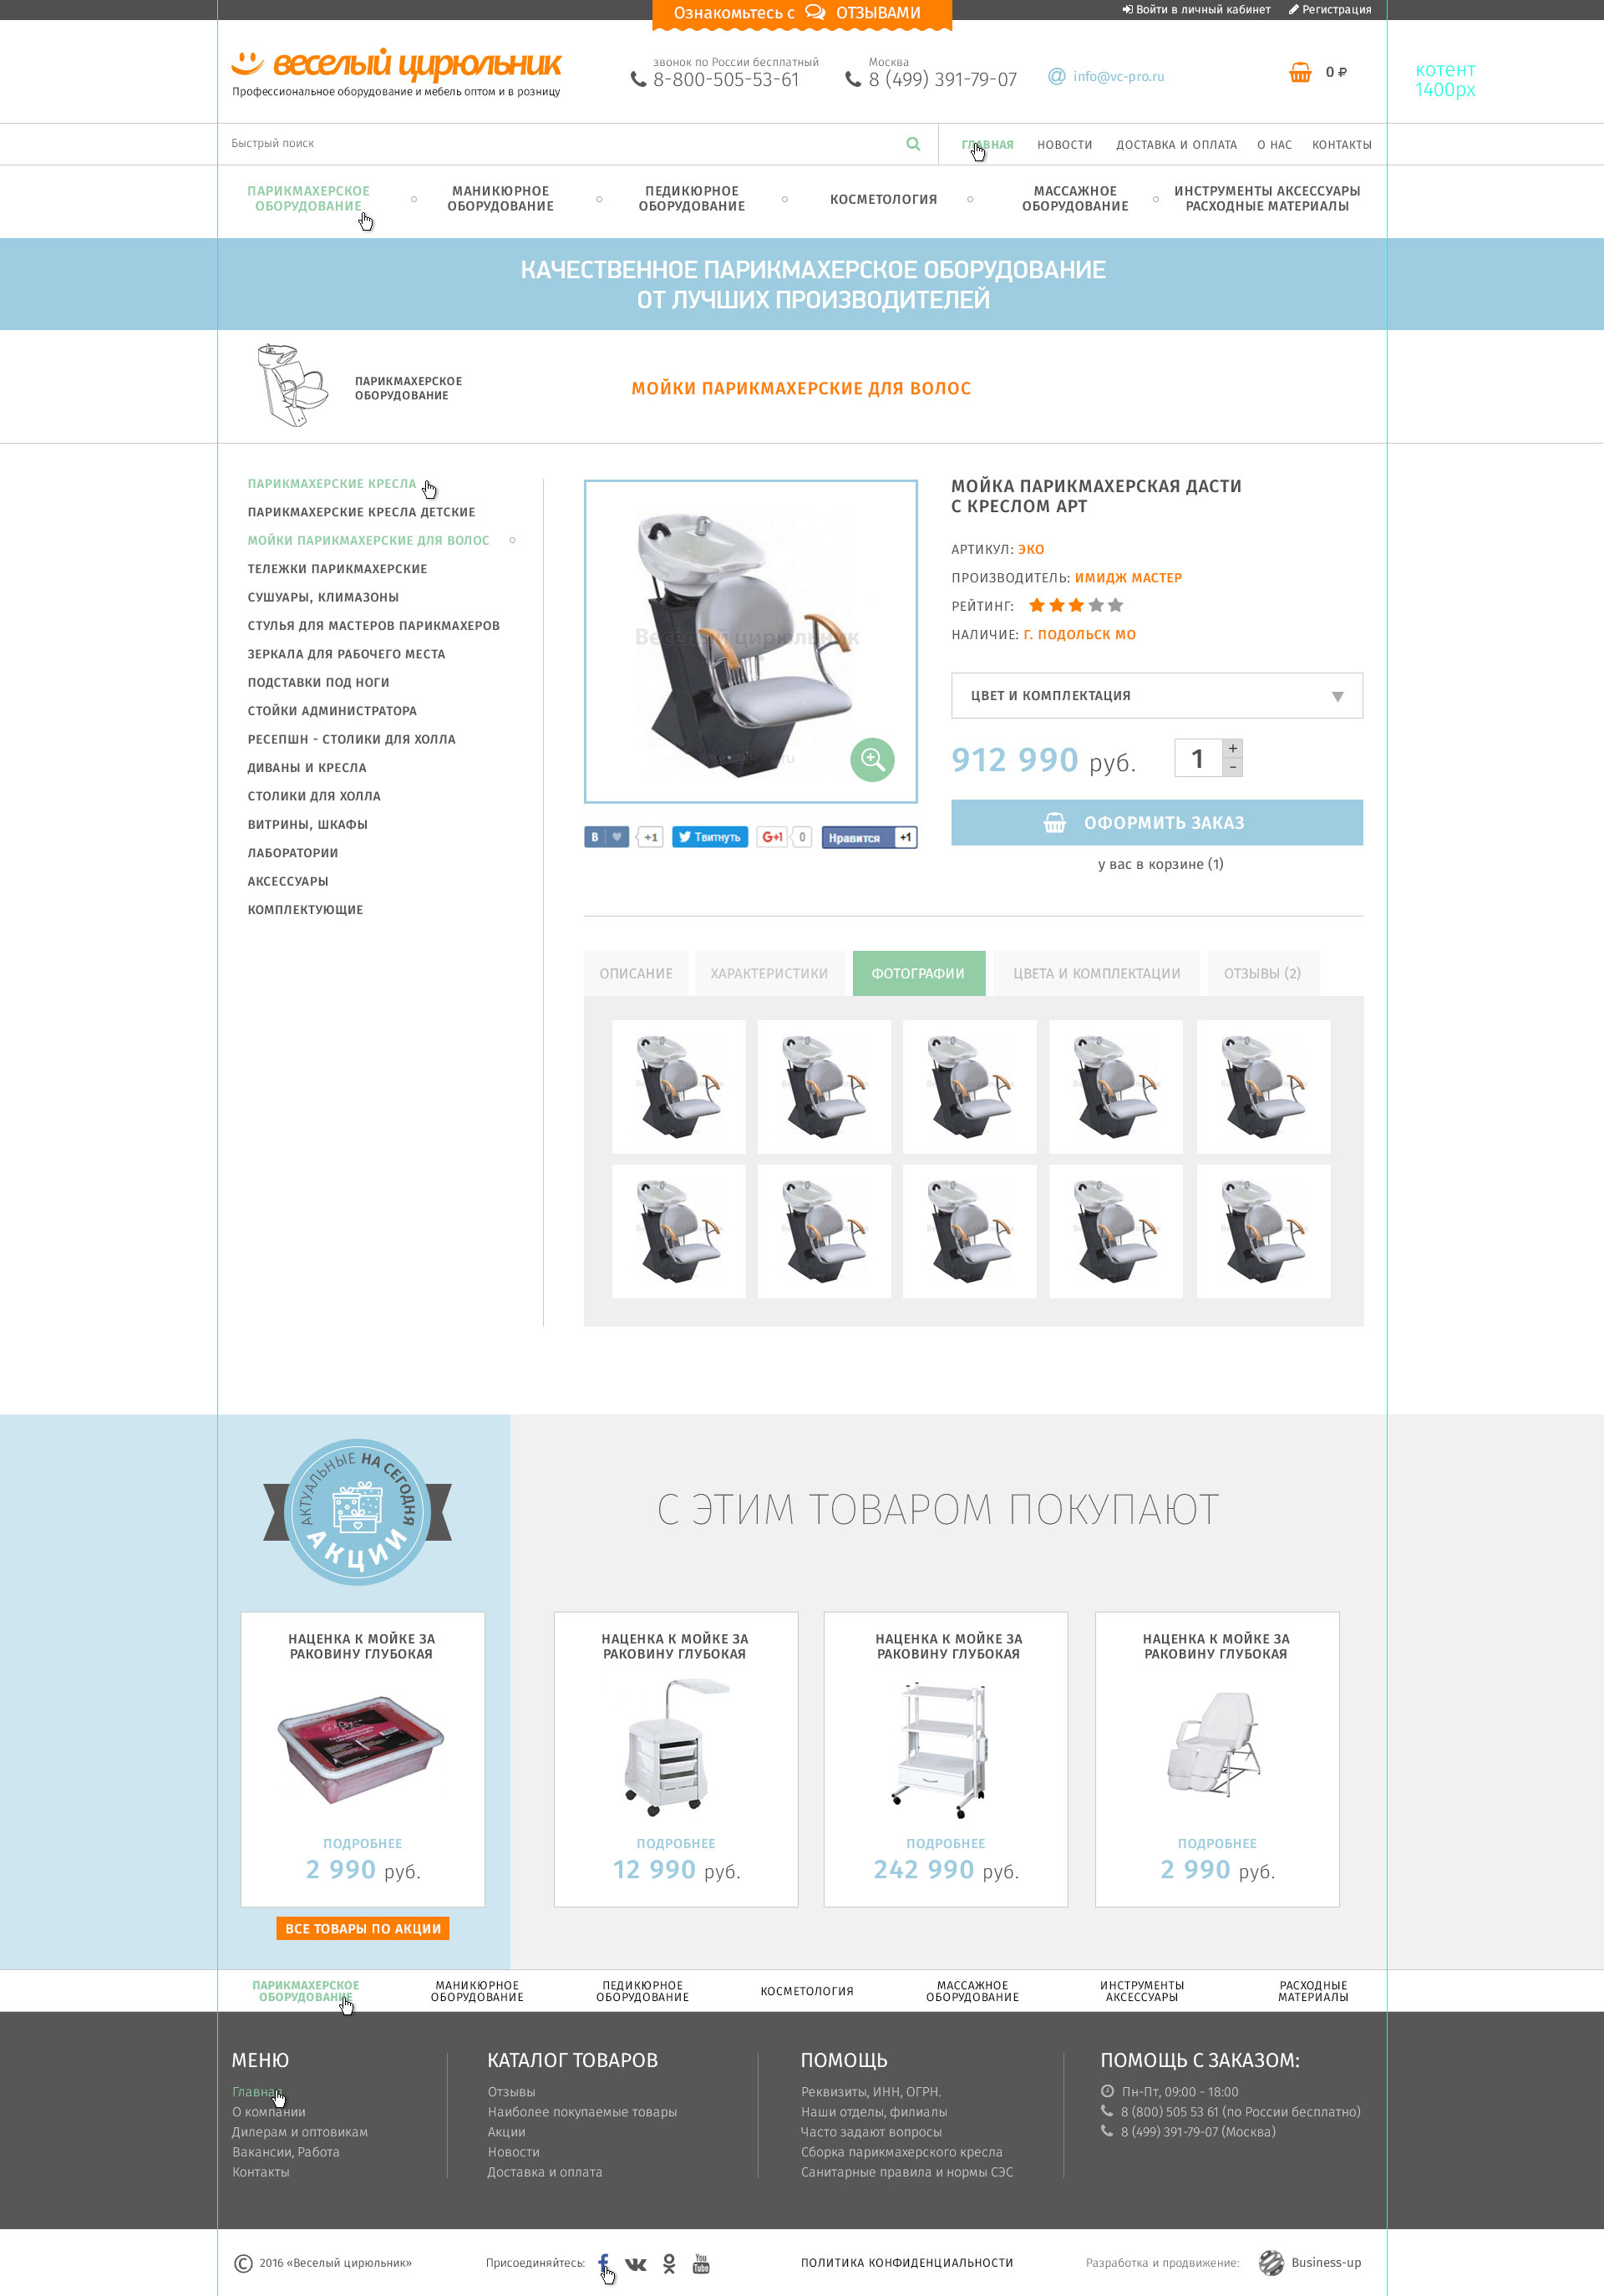 Ознакомьтесь с ОТЗЫВАМИ
Войти в личный кабинет Регистрация
веселый цирюльник
Профессиональное оборудование и мебель оптом и в розницу
звонок по России бесплатный
8-800-505-53-61
Москва
8 (499) 391-79-07
@ info@vc-pro.ru
0 ₽
котент
1400px
Быстрый поиск
ГЛАВНАЯ НОВОСТИ ДОСТАВКА И ОПЛАТА О НАС КОНТАКТЫ
ПАРИКМАХЕРСКОЕ
ОБОРУДОВАНИЕ
МАНИКЮРНОЕ
ОБОРУДОВАНИЕ
ПЕДИКЮРНОЕ
ОБОРУДОВАНИЕ
КОСМЕТОЛОГИЯ
МАССАЖНОЕ
ОБОРУДОВАНИЕ
ИНСТРУМЕНТЫ АКСЕССУАРЫ
РАСХОДНЫЕ МАТЕРИАЛЫ
КАЧЕСТВЕННОЕ ПАРИКМАХЕРСКОЕ ОБОРУДОВАНИЕ
ОТ ЛУЧШИХ ПРОИЗВОДИТЕЛЕЙ
ПАРИКМАХЕРСКОЕ
ОБОРУДОВАНИЕ
МОЙКИ ПАРИКМАХЕРСКИЕ ДЛЯ ВОЛОС
ПАРИКМАХЕРСКИЕ КРЕСЛА
ПАРИКМАХЕРСКИЕ КРЕСЛА ДЕТСКИЕ
МОЙКИ ПАРИКМАХЕРСКИЕ ДЛЯ ВОЛОС
ТЕЛЕЖКИ ПАРИКМАХЕРСКИЕ
СУШУАРЫ, КЛИМАЗОНЫ
СТУЛЬЯ ДЛЯ МАСТЕРОВ ПАРИКМАХЕРОВ
ЗЕРКАЛА ДЛЯ РАБОЧЕГО МЕСТА
ПОДСТАВКИ ПОД НОГИ
СТОЙКИ АДМИНИСТРАТОРА
РЕСЕПШН - СТОЛИКИ ДЛЯ ХОЛЛА
ДИВАНЫ И КРЕСЛА
СТОЛИКИ ДЛЯ ХОЛЛА
ВИТРИНЫ, ШКАФЫ
ЛАБОРАТОРИИ
АКСЕССУАРЫ
КОМПЛЕКТУЮЩИЕ
Весёлый цирюльник
В +1 Твитнуть G+1 0 Нравится +1
МОЙКА ПАРИКМАХЕРСКАЯ ДАСТИ
С КРЕСЛОМ АРТ
АРТИКУЛ: ЭКО
ПРОИЗВОДИТЕЛЬ: ИМИДЖ МАСТЕР
РЕЙТИНГ:
НАЛИЧИЕ: Г. ПОДОЛЬСК МО
ЦВЕТ И КОМПЛЕКТАЦИЯ
912 990 руб. 1 + -
ОФОРМИТЬ ЗАКАЗ
у вас в корзине (1)
ОПИСАНИЕ ХАРАКТЕРИСТИКИ ФОТОГРАФИИ ЦВЕТА И КОМПЛЕКТАЦИИ ОТЗЫВЫ (2)
АКТУАЛЬНЫЕ НА СЕГОДНЯ
АКЦИИ
С ЭТИМ ТОВАРОМ ПОКУПАЮТ
НАЦЕНКА К МОЙКЕ ЗА
РАКОВИНУ ГЛУБОКАЯ
ПОДРОБНЕЕ
2 990 руб.
ВСЕ ТОВАРЫ ПО АКЦИИ
НАЦЕНКА К МОЙКЕ ЗА
РАКОВИНУ ГЛУБОКАЯ
ПОДРОБНЕЕ
12 990 руб.
НАЦЕНКА К МОЙКЕ ЗА
РАКОВИНУ ГЛУБОКАЯ
ПОДРОБНЕЕ
242 990 руб.
НАЦЕНКА К МОЙКЕ ЗА
РАКОВИНУ ГЛУБОКАЯ
ПОДРОБНЕЕ
2 990 руб.
ПАРИКМАХЕРСКОЕ
ОБОРУДОВАНИЕ
МАНИКЮРНОЕ
ОБОРУДОВАНИЕ
ПЕДИКЮРНОЕ
ОБОРУДОВАНИЕ
КОСМЕТОЛОГИЯ
МАССАЖНОЕ
ОБОРУДОВАНИЕ
ИНСТРУМЕНТЫ
АКСЕССУАРЫ
РАСХОДНЫЕ
МАТЕРИАЛЫ
МЕНЮ
Главная
О компании
Дилерам и оптовикам
Вакансии, Работа
Контакты
КАТАЛОГ ТОВАРОВ
Отзывы
Наиболее покупаемые товары
Акции
Новости
Доставка и оплата
ПОМОЩЬ
Реквизиты, ИНН, ОГРН.
Наши отделы, филиалы
Часто задают вопросы
Сборка парикмахерского кресла
Санитарные правила и нормы СЭС
ПОМОЩЬ С ЗАКАЗОМ:
Пн-Пт, 09:00 - 18:00
8 (800) 505 53 61 (по России бесплатно)
8 (499) 391-79-07 (Москва)
© 2016 «Веселый цирюльник»
Присоединяйтесь:
You Tube
ПОЛИТИКА КОНФИДЕНЦИАЛЬНОСТИ
Разработка и продвижение: Business-up